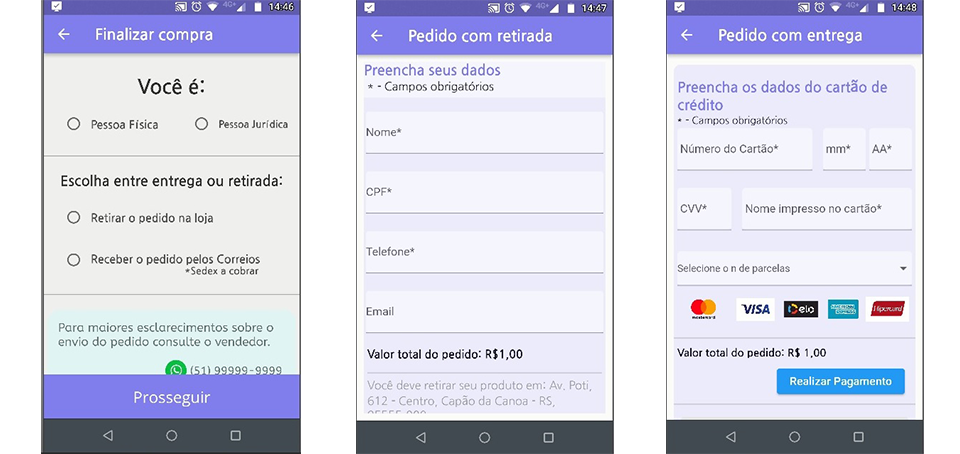 4G+ 14:46
Finalizar compra
Você é:
Pessoa Física
Pessoa Jurídica
Escolha entre entrega ou retirada:
Retirar o pedido na loja
Receber o pedido pelos Correios
*Sedex a cobrar
Para maiores esclarecimentos sobre o
envio do pedido consulte o vendedor.
(51) 99999-9999
Prosseguir
4G+ 14:47
Pedido com retirada
Preencha seus dados
* - Campos obrigatórios
Nome*
CPF*
Telefone*
Email
Valor total do pedido: R$1,00
Você deve retirar seu produto em: Av. Poti,
612 - Centro, Capão da Canoa - RS,
4G+ 14:48
Pedido com entrega
Preencha os dados do cartão de
crédito
* - Campos obrigatórios
Número do Cartão* mm* AA*
CVV* Nome impresso no cartão*
Selecione o n de parcelas
mastercard VISA elo Hipercard
Valor total do pedido: R$ 1,00
Realizar Pagamento